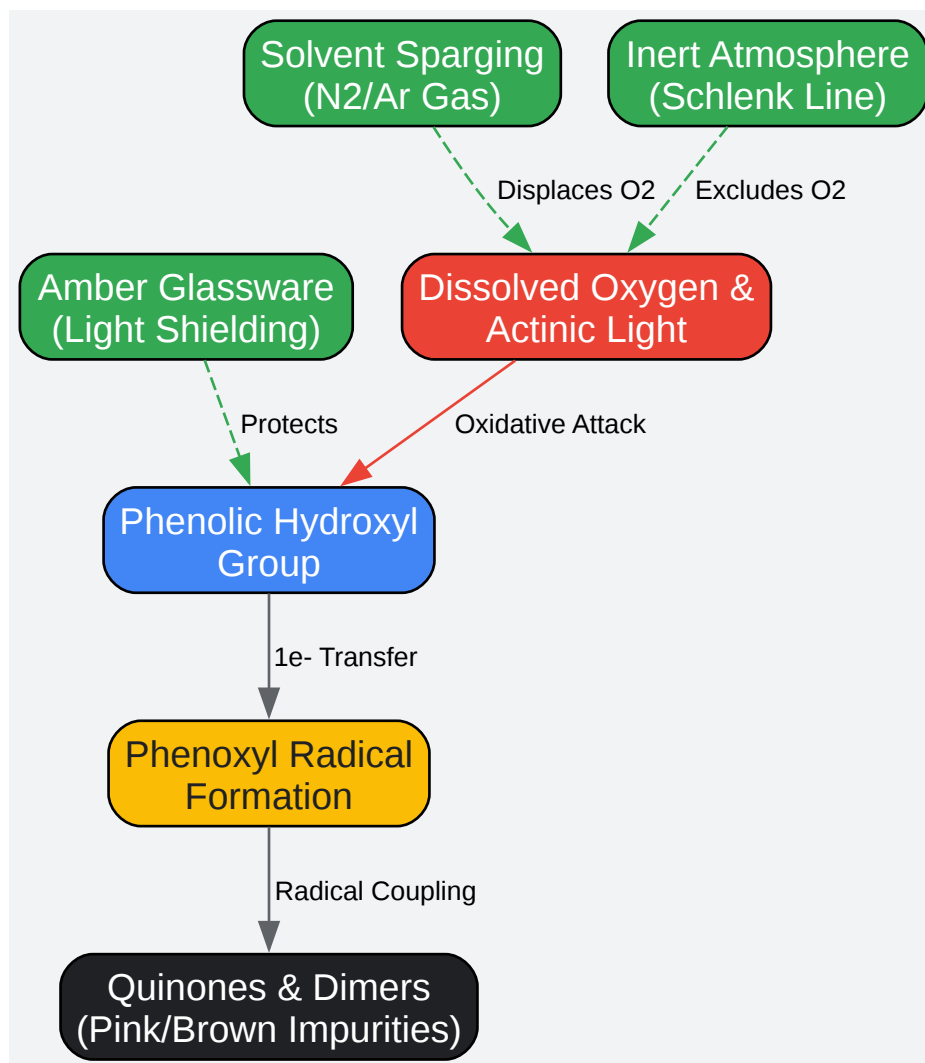 Solvent Sparging
(N2/Ar Gas)
Inert Atmosphere
(Schlenk Line)
Displaces O2
Excludes O2
Amber Glassware
(Light Shielding)
Dissolved Oxygen &
Actinic Light
Protects
Oxidative Attack
Phenolic Hydroxyl
Group
1e- Transfer
Phenoxyl Radical
Formation
Radical Coupling
Quinones & Dimers
(Pink/Brown Impurities)